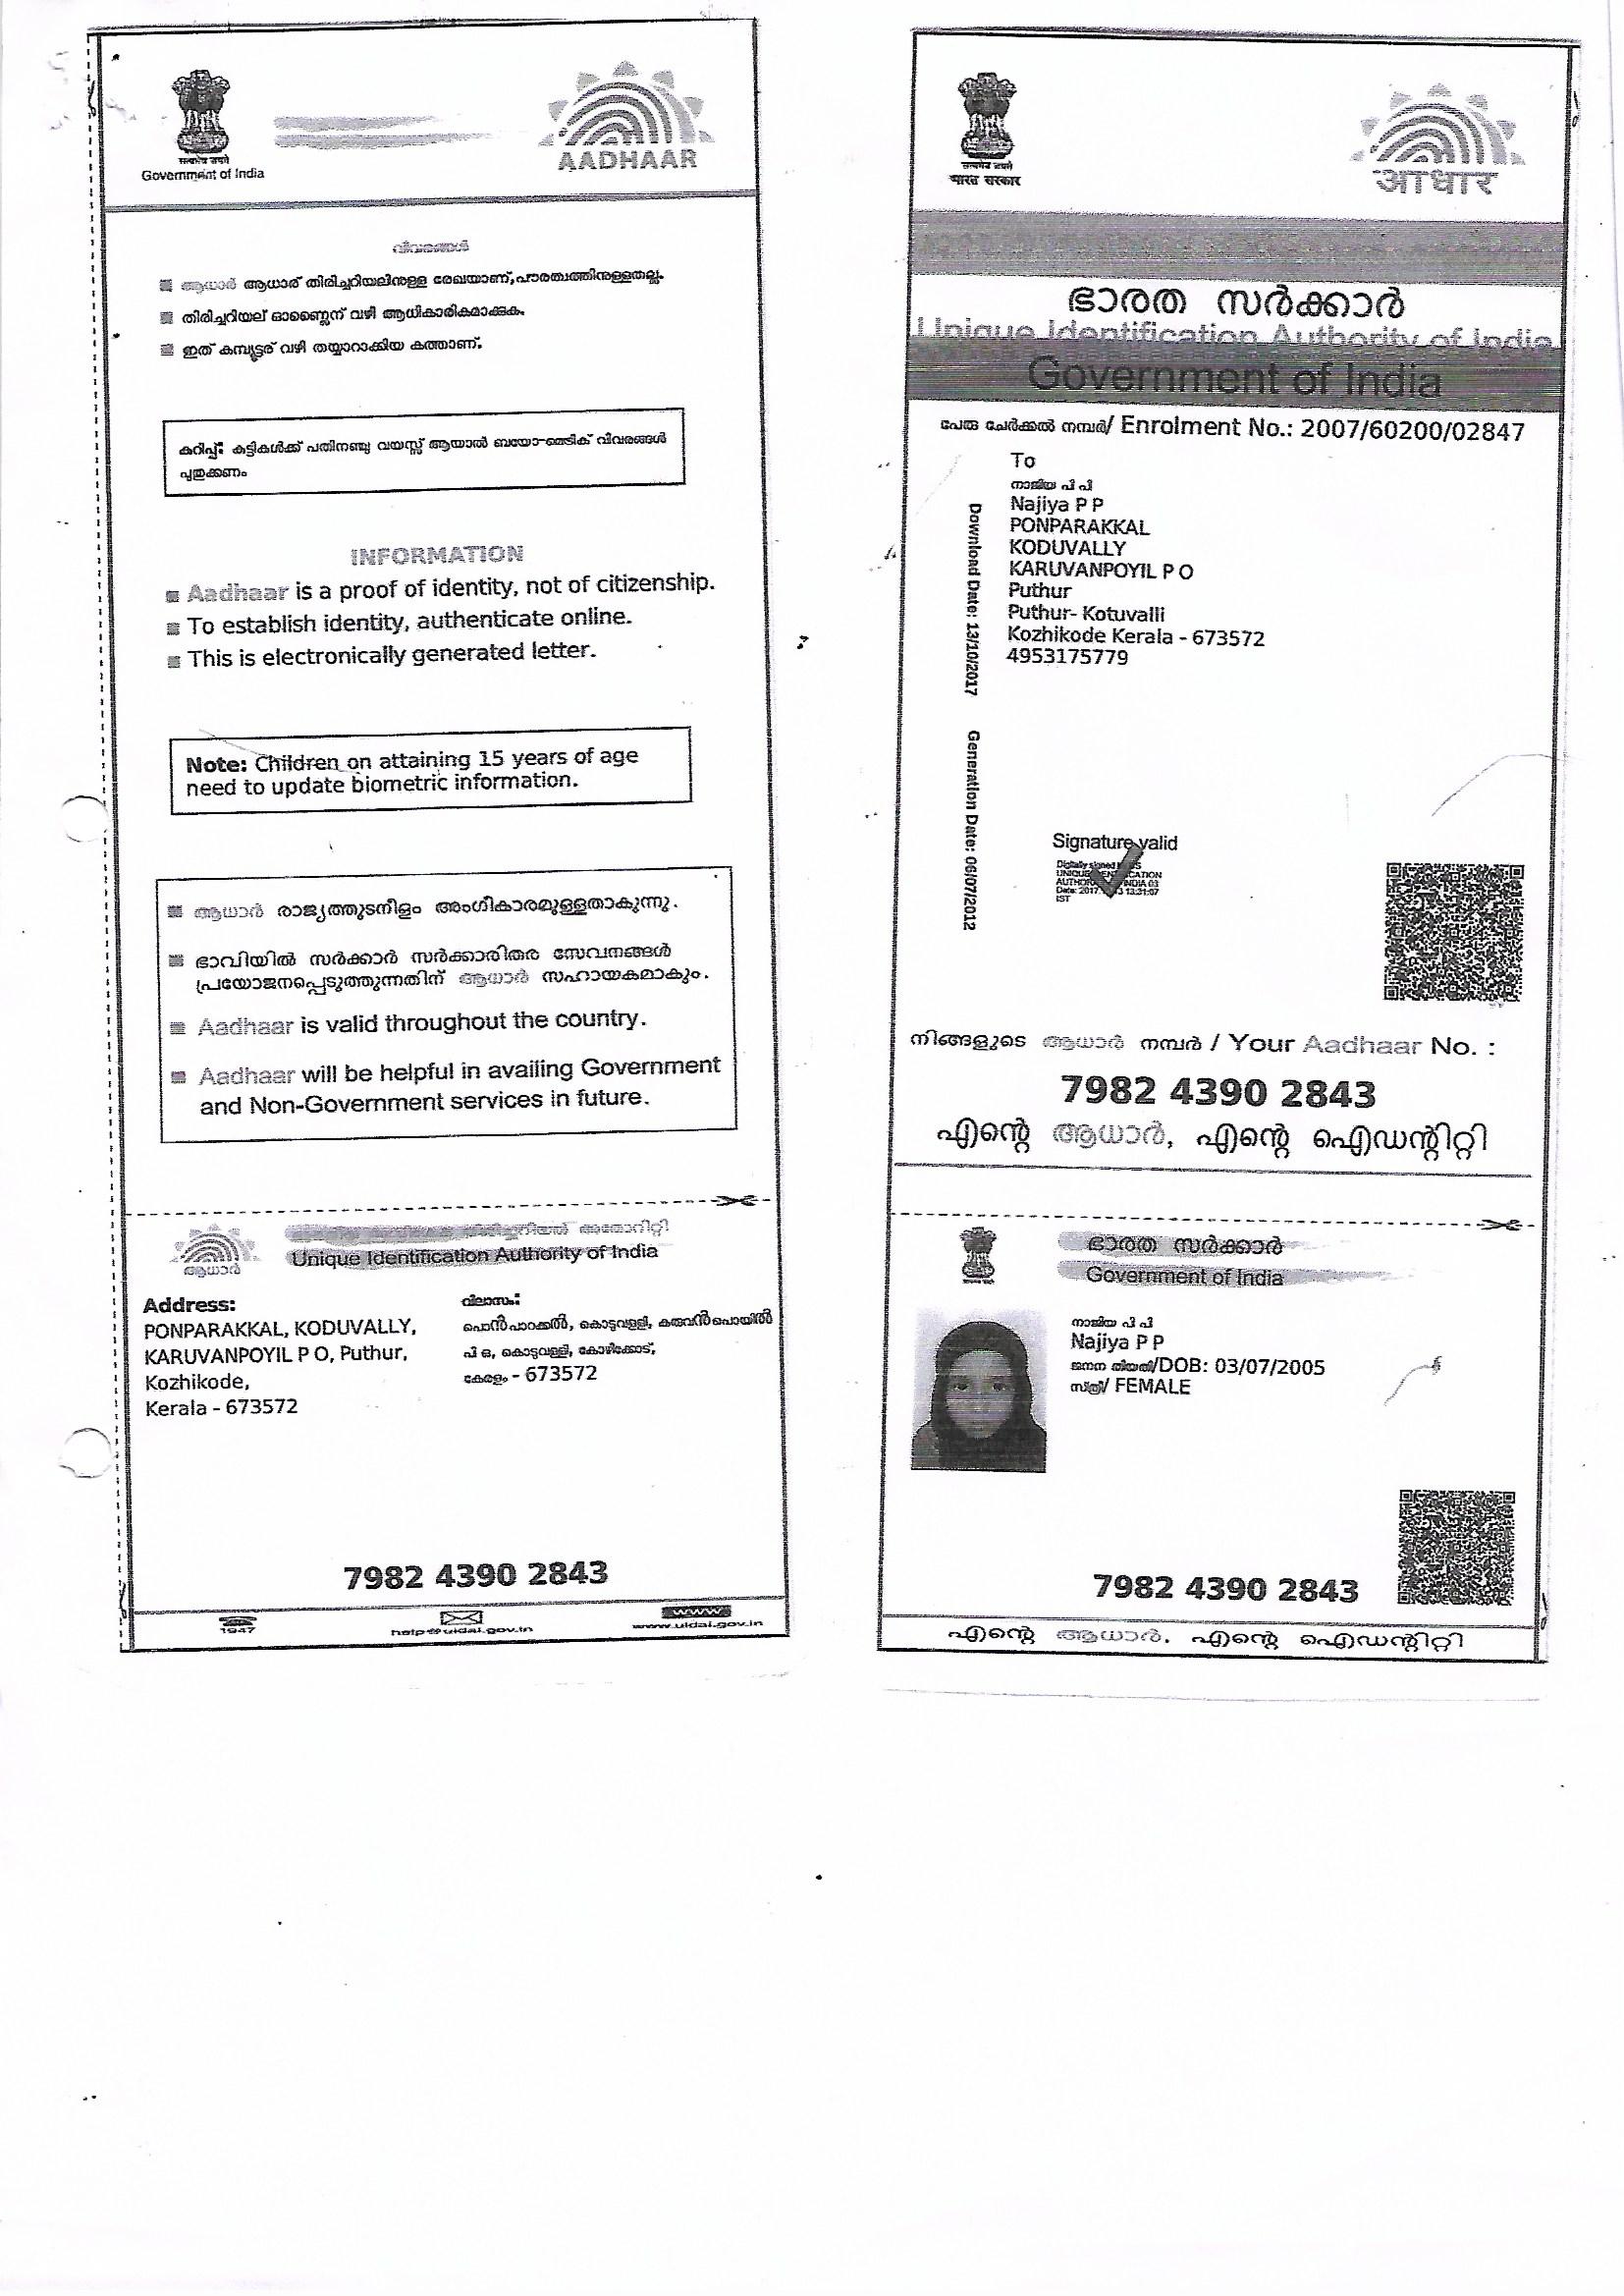 सत्यमेव जयते
Government of India
AADHAAR
വിവരങ്ങൾ
ആധാർ ആധാര് തിരിച്ചറിയലിനുള്ള രേഖയാണ്,പൗരത്വത്തിനുള്ളതല്ല.
തിരിച്ചറിയല് ഓണ്ലൈന് വഴി ആധികാരികമാക്കുക.
ഇത് കമ്പ്യൂട്ടര് വഴി തയ്യാറാക്കിയ കത്താണ്.
കുറിപ്പ്: കുട്ടികൾക്ക് പതിനഞ്ചു വയസ്സ് ആയാൽ ബയോ-മെടിക് വിവരങ്ങൾ
പുതുക്കണം
INFORMATION
Aadhaar is a proof of identity, not of citizenship.
To establish identity, authenticate online.
This is electronically generated letter.
Note: Children on attaining 15 years of age
need to update biometric information.
ആധാർ രാജ്യത്തുടനീളം അംഗീകാരമുള്ളതാകുന്നു.
ഭാവിയിൽ സർക്കാർ സർക്കാരിതര സേവനങ്ങൾ
പ്രയോജനപ്പെടുത്തുന്നതിന് ആധാർ സഹായകമാകും.
Aadhaar is valid throughout the country.
Aadhaar will be helpful in availing Government
and Non-Government services in future.
ആധാർ
അതോറിറ്റി
Unique Identification Authority of India
Address:
PONPARAKKAL, KODUVALLY,
KARUVANPOYIL P O, Puthur,
Kozhikode,
Kerala - 673572
വിലാസം:
പൊൻപാറക്കൽ, കൊടുവള്ളി, കരുവൻപൊയിൽ
പി ഒ, കൊടുവള്ളി, കോഴിക്കോട്,
കേരളം - 673572
7982 4390 2843
1947
help@uidai.gov.in
www
www.uidai.gov.in
सत्यमेव जयते
भारत सरकार
आधार
ഭാരത സർക്കാർ
Unique Identification Authority of India
Government of India
പേരു ചേർക്കൽ നമ്പർ/ Enrolment No.: 2007/60200/02847
To
നാജിയ പി പി
Najiya P P
PONPARAKKAL
KODUVALLY
KARUVANPOYIL P O
Puthur
Puthur- Kotuvalli
Kozhikode Kerala - 673572
4953175779
Download Date: 13/10/2017
Generation Date: 06/07/2012
Signature valid
Digitally signed
UNIQUE
INDIA 03
13:31:07
IST
നിങ്ങളുടെ ആധാർ നമ്പർ / Your Aadhaar No. :
7982 4390 2843
എന്റെ ആധാർ, എന്റെ ഐഡന്റിറ്റി
ഭാരത സർക്കാർ
Government of India
നാജിയ പി പി
Najiya P P
ജനന തിയതി/DOB: 03/07/2005
സ്ത്രീ/ FEMALE
7982 4390 2843
എന്റെ ആധാർ, എന്റെ ഐഡന്റിറ്റി